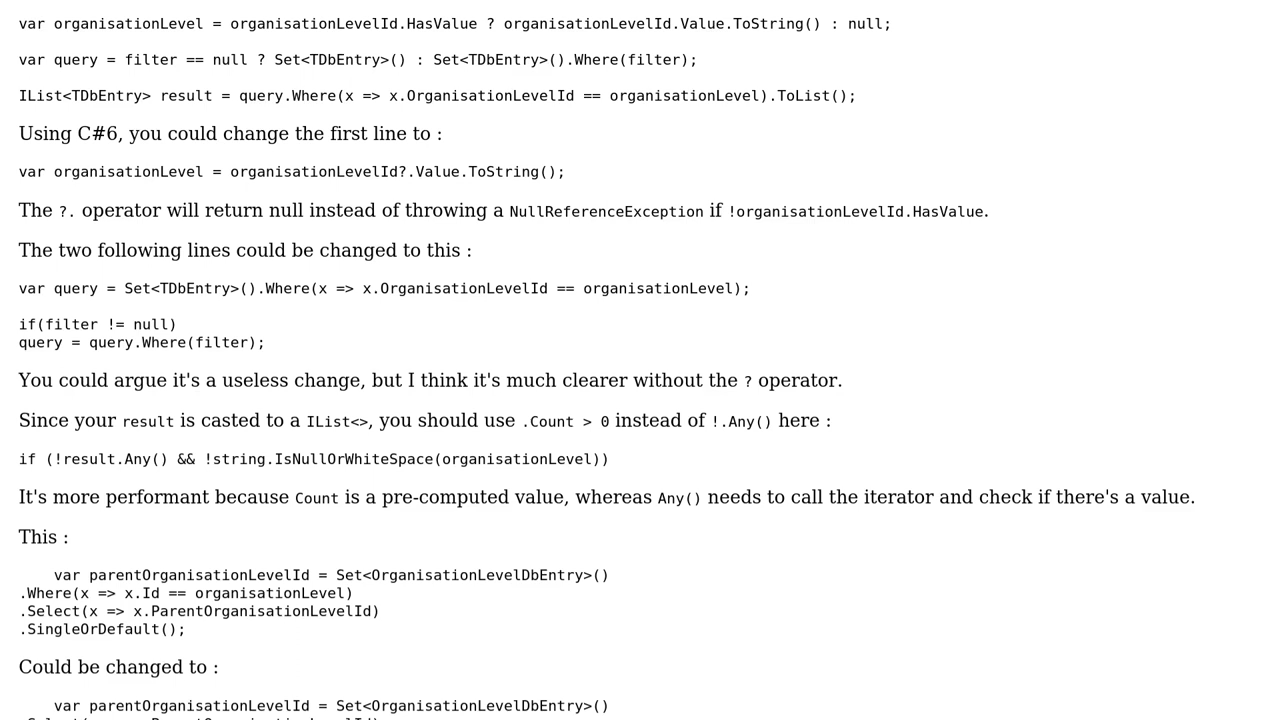 var organisationLevel = organisationLevelId.HasValue ? organisationLevelId.Value.ToString() : null;
var query = filter == null ? Set<TDbEntry>() : Set<TDbEntry>().Where(filter);
IList<TDbEntry> result = query.Where(x => x.OrganisationLevelId == organisationLevel).ToList();
Using C#6, you could change the first line to :
var organisationLevel = organisationLevelId?.Value.ToString();
The ?. operator will return null instead of throwing a NullReferenceException if !organisationLevelId.HasValue.
The two following lines could be changed to this :
var query = Set<TDbEntry>().Where(x => x.OrganisationLevelId == organisationLevel);
if(filter != null)
query = query.Where(filter);
You could argue it's a useless change, but I think it's much clearer without the ? operator.
Since your result is casted to a IList<>, you should use .Count > 0 instead of !.Any() here :
if (!result.Any() && !string.IsNullOrWhiteSpace(organisationLevel))
It's more performant because Count is a pre-computed value, whereas Any() needs to call the iterator and check if there's a value.
This :
var parentOrganisationLevelId = Set<OrganisationLevelDbEntry>()
.Where(x => x.Id == organisationLevel)
.Select(x => x.ParentOrganisationLevelId)
.SingleOrDefault();
Could be changed to :
var parentOrganisationLevelId = Set<OrganisationLevelDbEntry>()